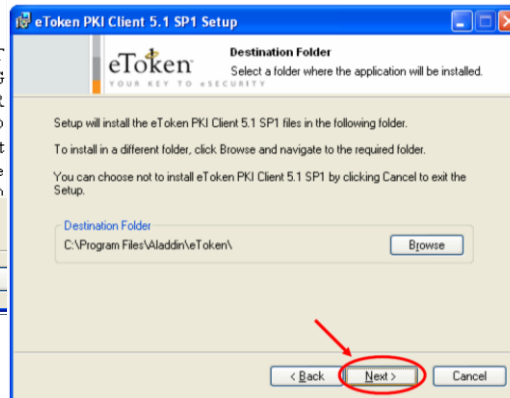 eToken PKI Client 5.1 SP1 Setup
eToken
YOUR KEY TO eSECURITY
Destination Folder
Select a folder where the application will be installed.
Setup will install the eToken PKI Client 5.1 SP1 files in the following folder.
To install in a different folder, click Browse and navigate to the required folder.
You can choose not to install eToken PKI Client 5.1 SP1 by clicking Cancel to exit the
Setup.
Destination Folder
C:\Program Files\Aladdin\eToken\
Browse
< Back
Next >
Cancel